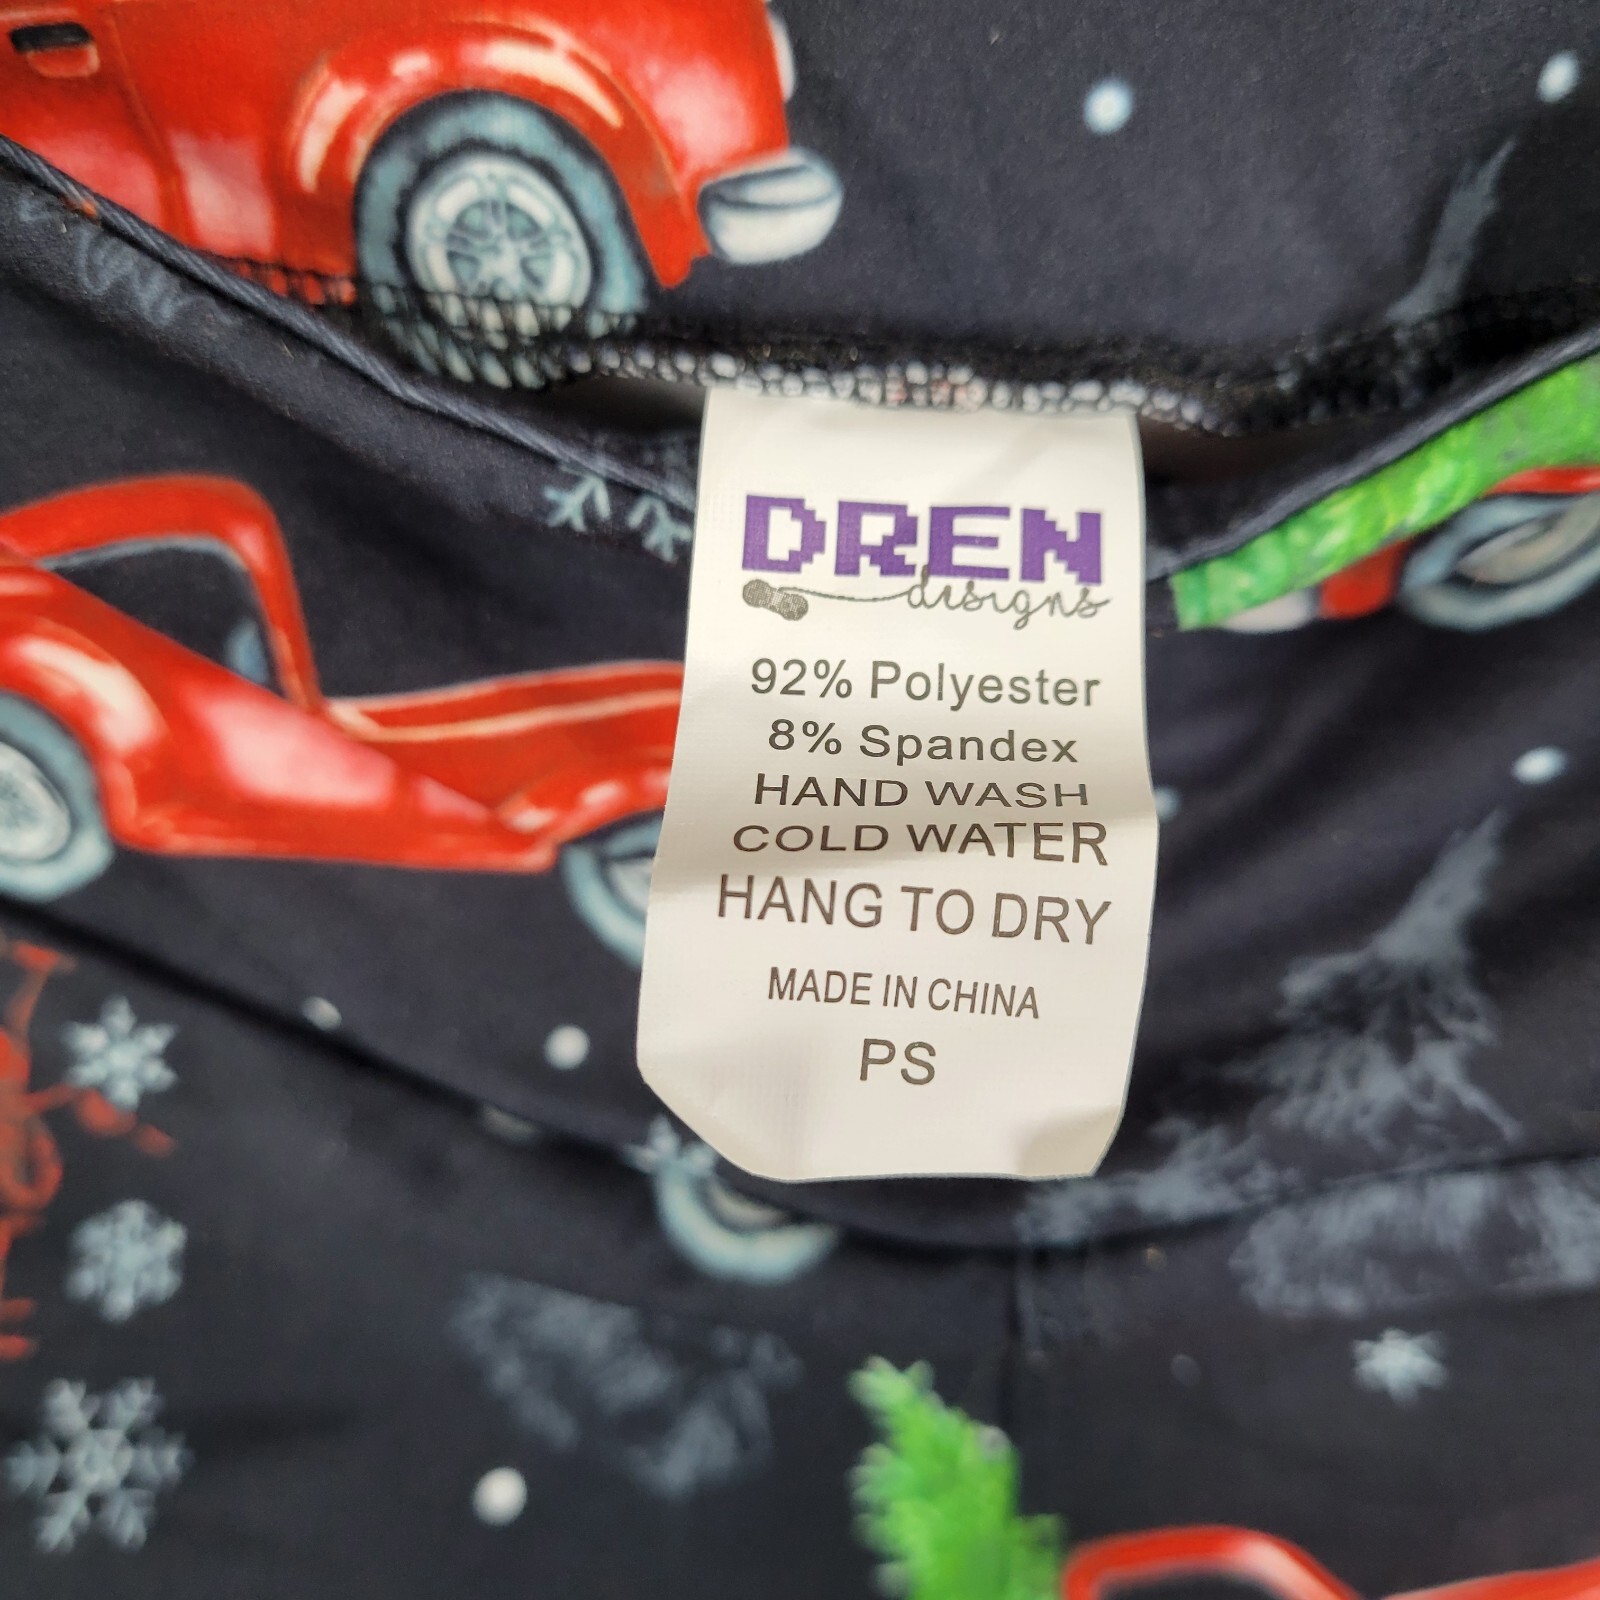 DREN
designs
92% Polyester
8% Spandex
HAND WASH
COLD WATER
HANG TO DRY
MADE IN CHINA
PS